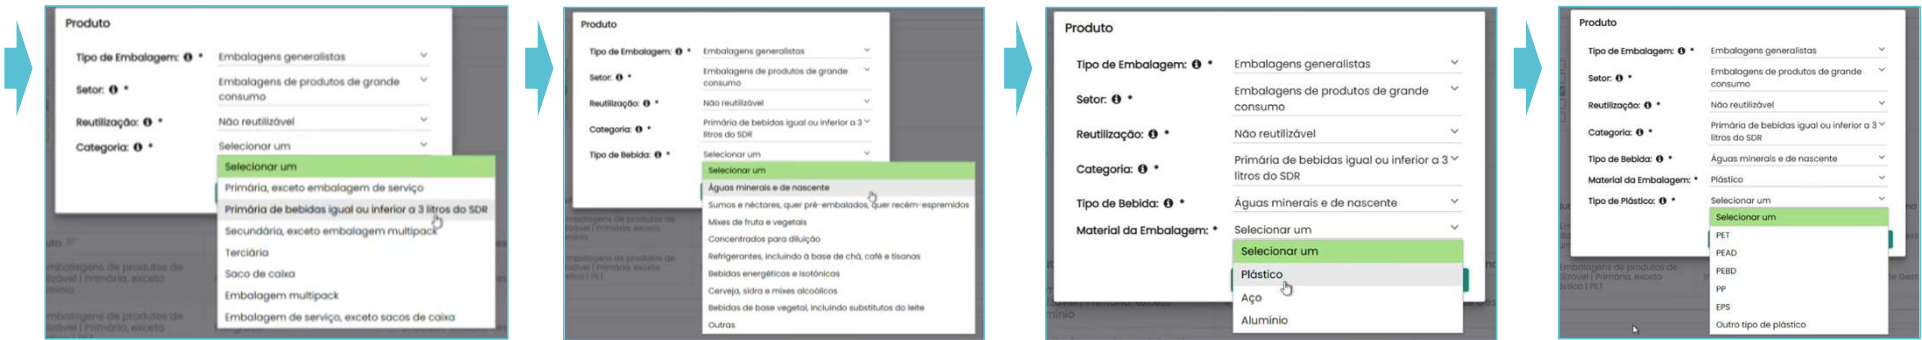 Produto
Tipo de Embalagem: * Embalagens generalistas
Setor: * Embalagens de produtos de grande
consumo
Reutilização: * Não reutilizável
Categoria: * Selecionar um
Selecionar um
Primária, exceto embalagem de serviço
Primária de bebidas igual ou inferior a 3 litros do SDR
Secundária, exceto embalagem multipack
Terciária
Saco de caixa
Embalagem multipack
Embalagem de serviço, exceto sacos de caixa
Produto
Tipo de Embalagem: * Embalagens generalistas
Setor: * Embalagens de produtos de grande
consumo
Reutilização: * Não reutilizável
Categoria: * Primária de bebidas igual ou inferior a 3
litros do SDR
Tipo de Bebida: * Selecionar um
Selecionar um
Águas minerais e de nascente
Sumos e néctares, quer pré-embalados, quer recém-espremidos
Mixes de fruta e vegetais
Concentrados para diluição
Refrigerantes, incluindo à base de chá, café e tisanas
Bebidas energéticas e isotónicas
Cerveja, sidra e mixes alcoólicos
Bebidas de base vegetal, incluindo substitutos do leite
Outras
Produto
Tipo de Embalagem: * Embalagens generalistas
Setor: * Embalagens de produtos de grande
consumo
Reutilização: * Não reutilizável
Categoria: * Primária de bebidas igual ou inferior a 3
litros do SDR
Tipo de Bebida: * Águas minerais e de nascente
Material da Embalagem: * Selecionar um
Selecionar um
Plástico
Aço
Alumínio
Produto
Tipo de Embalagem: * Embalagens generalistas
Setor: * Embalagens de produtos de grande
consumo
Reutilização: * Não reutilizável
Categoria: * Primária de bebidas igual ou inferior a 3
litros do SDR
Tipo de Bebida: * Águas minerais e de nascente
Material da Embalagem: * Plástico
Tipo de Plástico: * Selecionar um
Selecionar um
PET
PEAD
PEBD
PP
EPS
Outro tipo de plástico